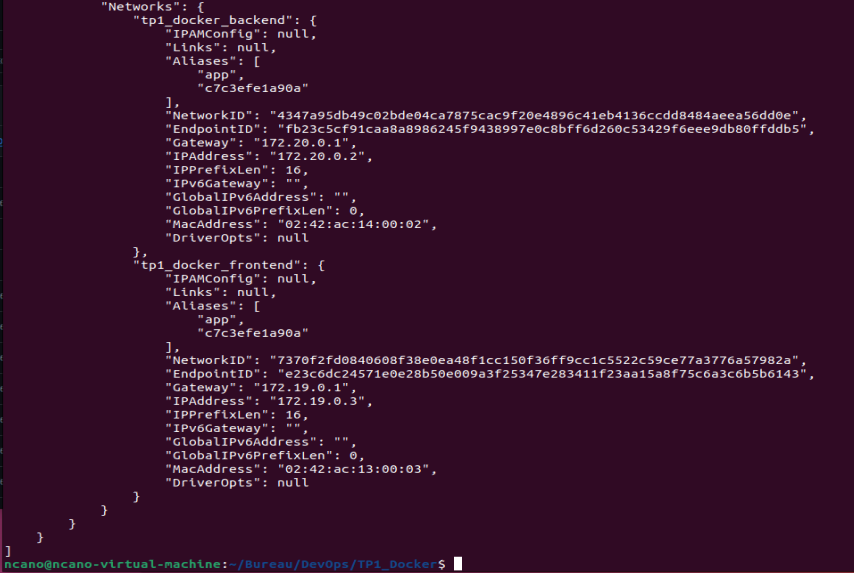 "Networks": {
"tp1_docker_backend": {
"IPAMConfig": null,
"Links": null,
"Aliases": [
"app",
"c7c3efe1a90a"
],
"NetworkID": "4347a95db49c02bde04ca7875cac9f20e4896c41eb4136ccdd8484aeea56dd0e",
"EndpointID": "fb23c5cf91caa8a8986245f9438997e0c8bff6d260c53429f6eee9db80ffddb5",
"Gateway": "172.20.0.1",
"IPAddress": "172.20.0.2",
"IPPrefixLen": 16,
"IPv6Gateway": "",
"GlobalIPv6Address": "",
"GlobalIPv6PrefixLen": 0,
"MacAddress": "02:42:ac:14:00:02",
"DriverOpts": null
},
"tp1_docker_frontend": {
"IPAMConfig": null,
"Links": null,
"Aliases": [
"app",
"c7c3efe1a90a"
],
"NetworkID": "7370f2fd0840608f38e0ea48f1cc150f36ff9cc1c5522c59ce77a3776a57982a",
"EndpointID": "e23c6dc24571e0e28b50e009a3f25347e283411f23aa15a8f75c6a3c6b5b6143",
"Gateway": "172.19.0.1",
"IPAddress": "172.19.0.3",
"IPPrefixLen": 16,
"IPv6Gateway": "",
"GlobalIPv6Address": "",
"GlobalIPv6PrefixLen": 0,
"MacAddress": "02:42:ac:13:00:03",
"DriverOpts": null
}
}
}
}
]
ncano@ncano-virtual-machine:~/Bureau/DevOps/TP1_Docker$